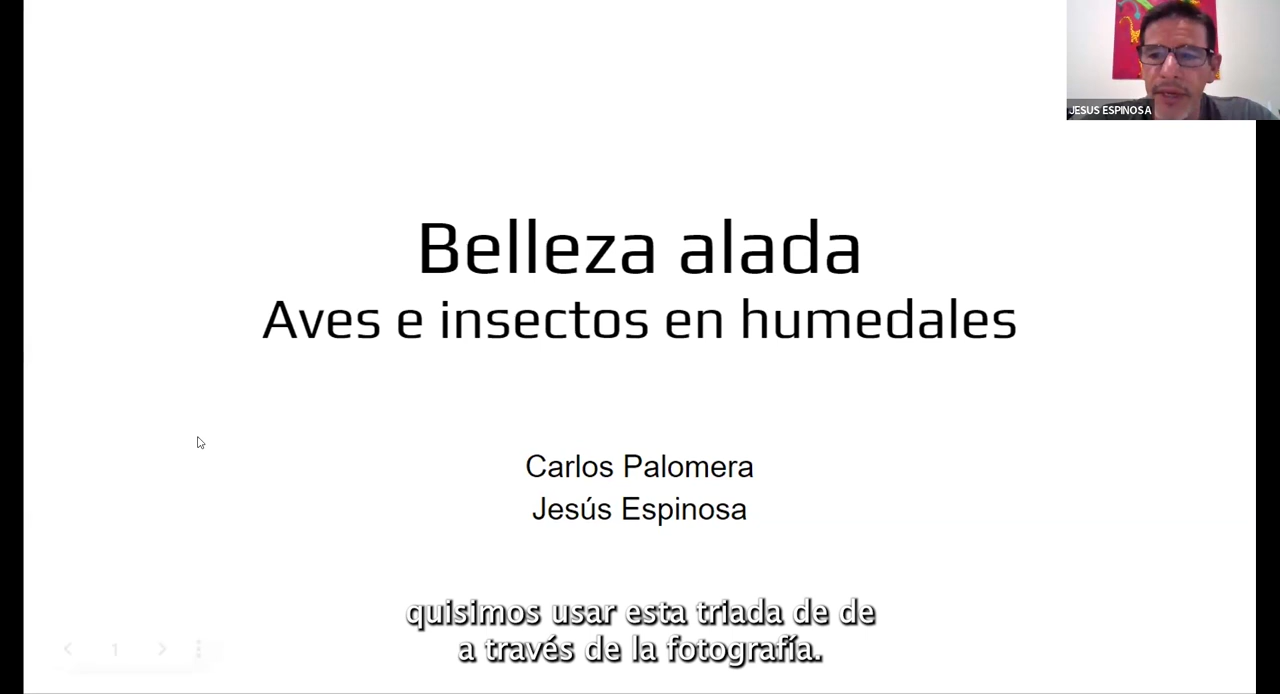 JESUS ESPINOSA
Belleza alada
Aves e insectos en humedales
Carlos Palomera
Jesús Espinosa
quisimos usar esta triada de de
a través de la fotografía.
1